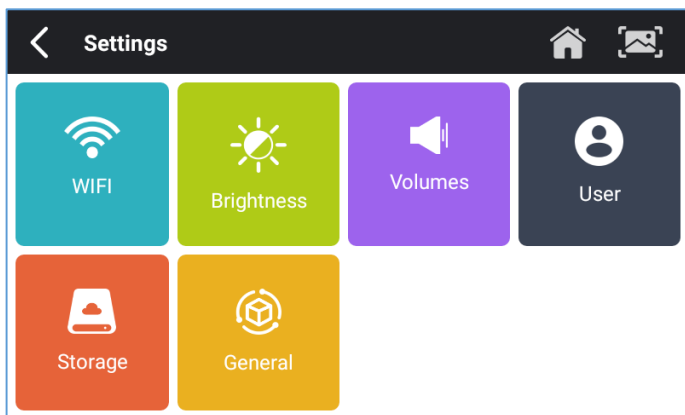 Settings
WIFI
Brightness
Volumes
User
Storage
General